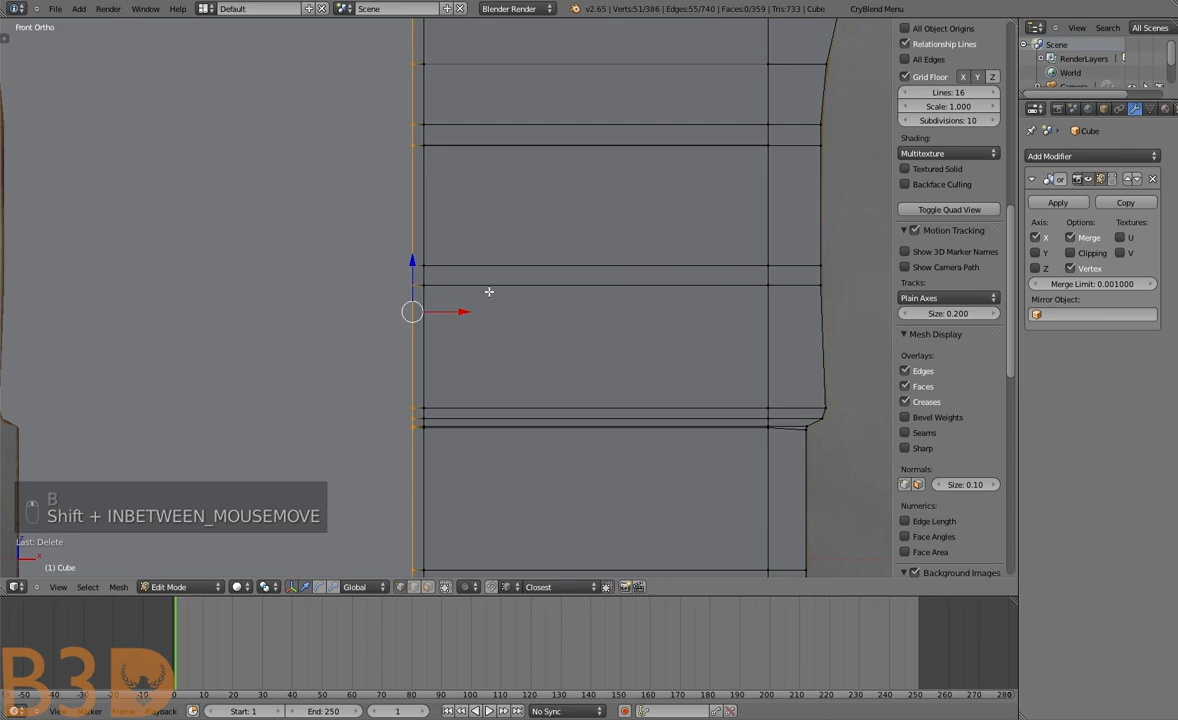 File Add Render Window Help Default Scene Blender Render v2.65 | Verts:51/386 | Edges:55/740 | Faces:0/359 | Tris:733 | Cube CryBlend Menu
Front Ortho
All Object Origins
Relationship Lines
All Edges
Grid Floor X Y Z
Lines: 16
Scale: 1.000
Subdivisions: 10
Shading:
Multitexture
Textured Solid
Backface Culling
Toggle Quad View
Motion Tracking
Show 3D Marker Names
Show Camera Path
Tracks:
Plain Axes
Size: 0.200
Mesh Display
Overlays:
Edges
Faces
Creases
Bevel Weights
Seams
Sharp
Normals:
Size: 0.10
Numerics:
Edge Length
Face Angles
Face Area
Background Images
View Search All Scenes
Scene
RenderLayers |
World
Camera
Cube
Add Modifier
or
Apply Copy
Axis: Options: Textures:
X Merge U
Y Clipping V
Z Vertex
Merge Limit: 0.001000
Mirror Object:
B
Shift + INBETWEEN_MOUSEMOVE
Last: Delete
z
x
(1) Cube
View Select Mesh Edit Mode Global Closest
B3D
-50 -40 -30 -20 -10 0 10 20 30 40 50 60 70 80 90 100 110 120 130 140 150 160 170 180 190 200 210 220 230 240 250 260 270 280
View Marker Frame Playback Start: 1 End: 250 1 No Sync